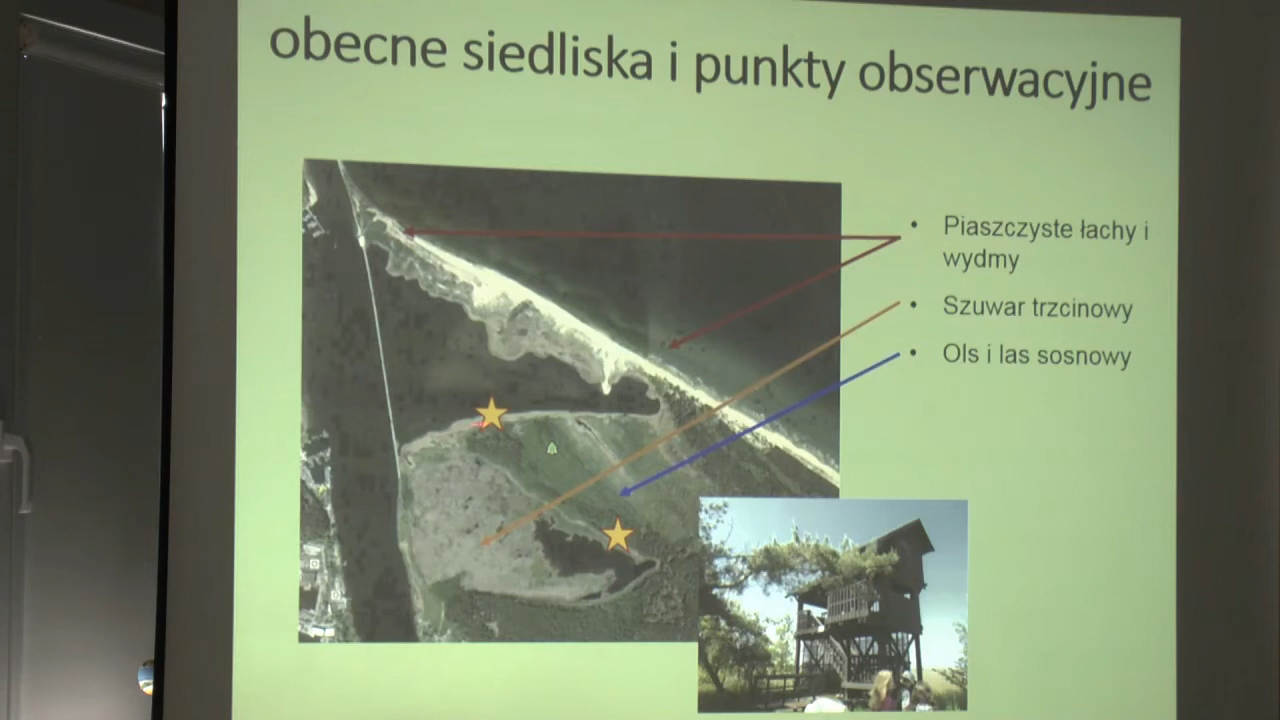 obecne siedliska i punkty obserwacyjne
• Piaszczyste łachy i
wydmy
• Szuwar trzcinowy
• Ols i las sosnowy